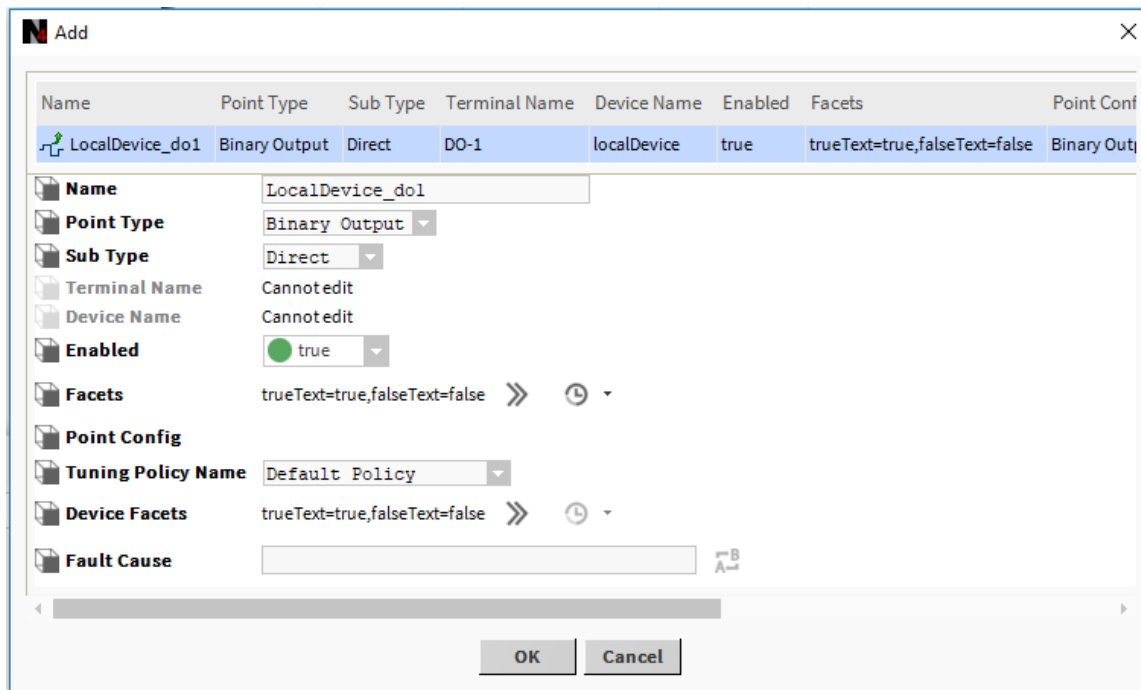 N4 Add
Name Point Type Sub Type Terminal Name Device Name Enabled Facets Point Conf
LocalDevice_do1 Binary Output Direct DO-1 localDevice true trueText=true,falseText=false Binary Outp
Name LocalDevice_do1
Point Type Binary Output
Sub Type Direct
Terminal Name Cannot edit
Device Name Cannot edit
Enabled true
Facets trueText=true,falseText=false
Point Config
Tuning Policy Name Default Policy
Device Facets trueText=true,falseText=false
Fault Cause
B
A
OK Cancel